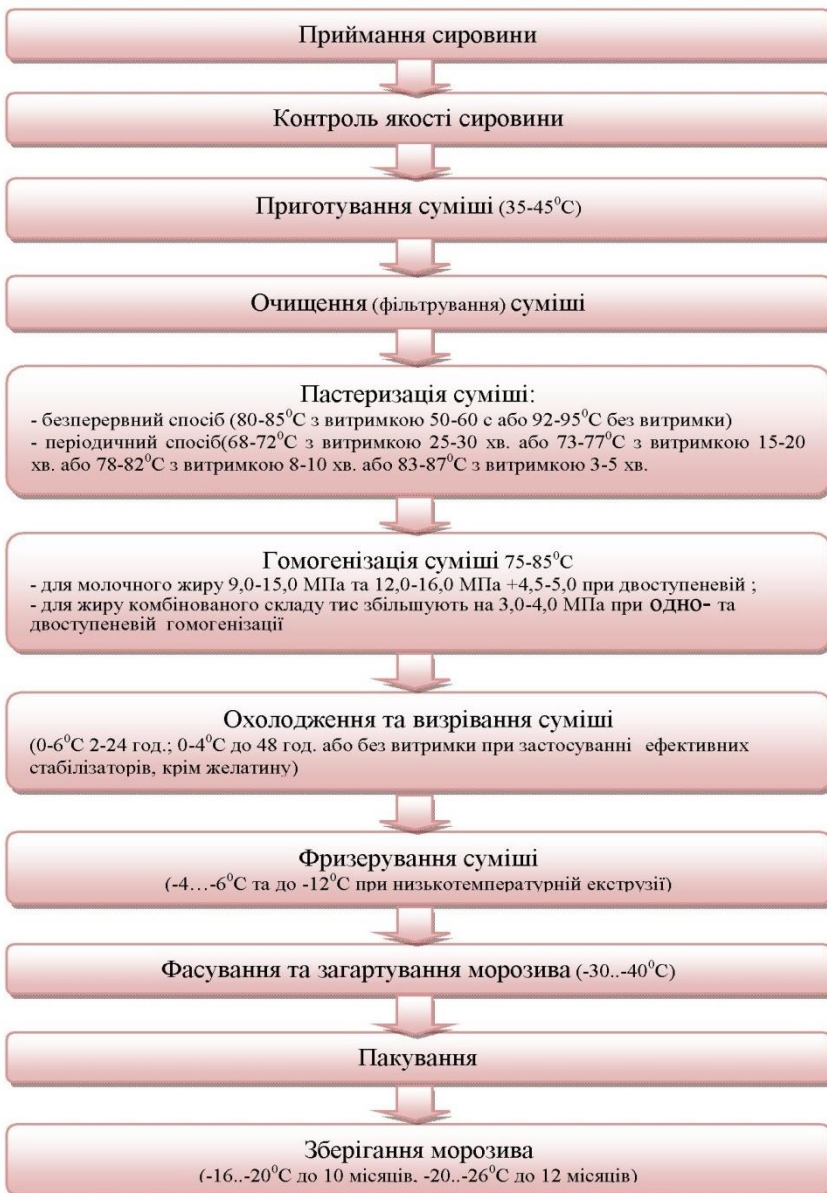 Приймання сировини
Контроль якості сировини
Приготування суміші (35-45⁰С)
Очищення (фільтрування) суміші
Пастеризація суміші:
- безперервний спосіб (80-85⁰С з витримкою 50-60 с або 92-95⁰С без витримки)
- періодичний спосіб(68-72⁰С з витримкою 25-30 хв. або 73-77⁰С з витримкою 15-20
хв. або 78-82⁰С з витримкою 8-10 хв. або 83-87⁰С з витримкою 3-5 хв.
Гомогенізація суміші 75-85⁰С
- для молочного жиру 9,0-15,0 МПа та 12,0-16,0 МПа +4,5-5,0 при двоступеневій ;
- для жиру комбінованого складу тис збільшують на 3,0-4,0 МПа при одно- та
двоступеневій гомогенізації
Охолодження та визрівання суміші
(0-6⁰С 2-24 год.; 0-4⁰С до 48 год. або без витримки при застосуванні ефективних
стабілізаторів, крім желатину)
Фризерування суміші
(-4…-6⁰С та до -12⁰С при низькотемпературній екструзії)
Фасування та загартування морозива (-30..-40⁰С)
Пакування
Зберігання морозива
(-16..-20⁰С до 10 місяців, -20..-26⁰С до 12 місяців)